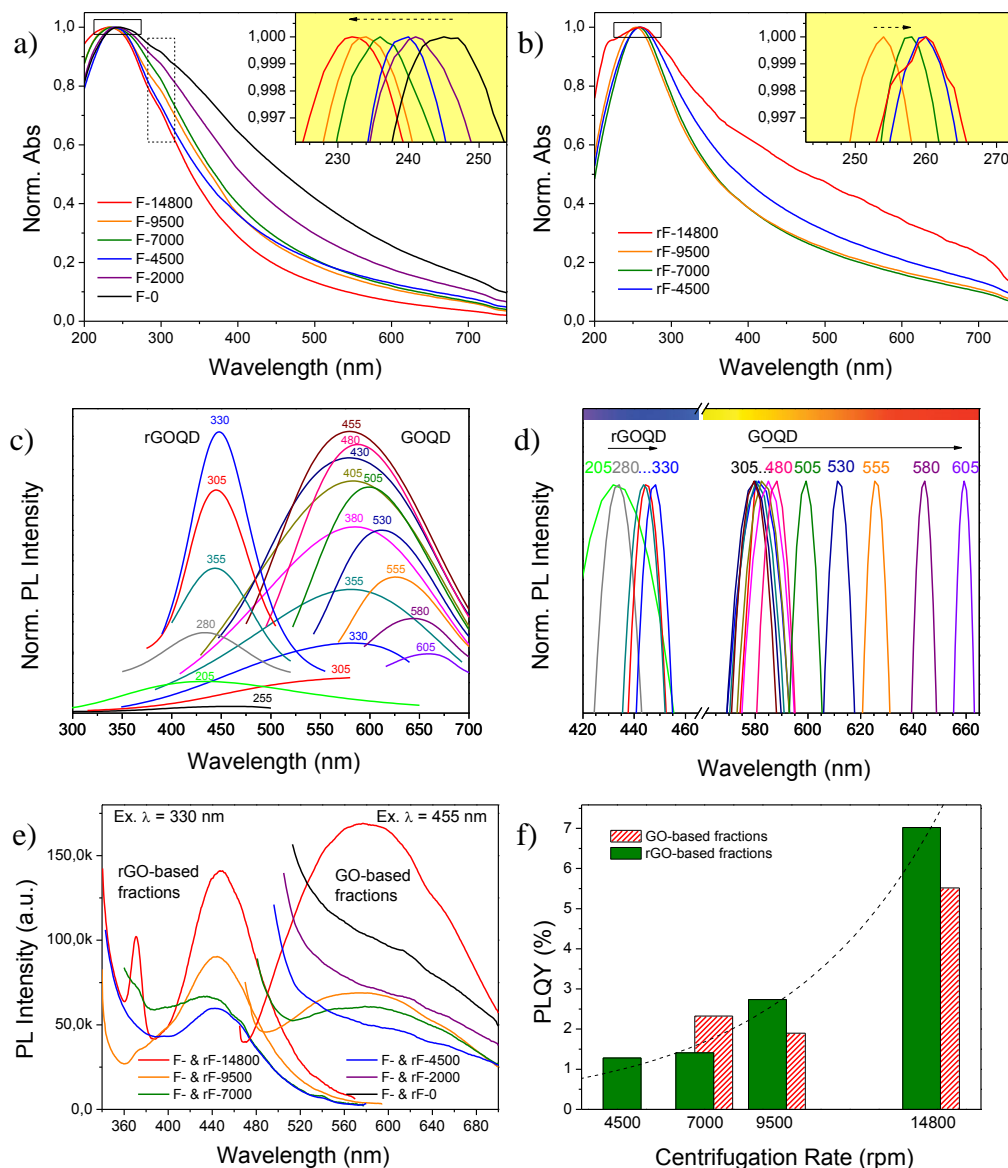 a)
1,0
0,8
0,6
0,4
0,2
0,0
Norm. Abs
200 300 400 500 600 700
Wavelength (nm)
F-14800
F-9500
F-7000
F-4500
F-2000
F-0
1,000
0,999
0,998
0,997
230 240 250
b)
1,0
0,8
0,6
0,4
0,2
0,0
Norm. Abs
200 300 400 500 600 700
Wavelength (nm)
rF-14800
rF-9500
rF-7000
rF-4500
1,000
0,999
0,998
0,997
250 260 270
c)
Norm. PL Intensity
rGOQD
GOQD
330
305
355
280
205
255
455
480
430
405
505
380
530
555
355
580
330
605
305
300 350 400 450 500 550 600 650 700
Wavelength (nm)
d)
Norm. PL Intensity
rGOQD
GOQD
205 280 ...330
305...480 505 530 555 580 605
420 440 460 580 600 620 640 660
Wavelength (nm)
e)
Ex. λ = 330 nm
Ex. λ = 455 nm
rGO-based
fractions
GO-based
fractions
150,0k
100,0k
50,0k
0,0
PL Intensity (a.u.)
F- & rF-14800
F- & rF-9500
F- & rF-7000
F- & rF-4500
F- & rF-2000
F- & rF-0
360 400 440 480 520 560 600 640 680
Wavelength (nm)
f)
GO-based fractions
rGO-based fractions
7
6
5
4
3
2
1
0
PLQY (%)
4500 7000 9500 14800
Centrifugation Rate (rpm)